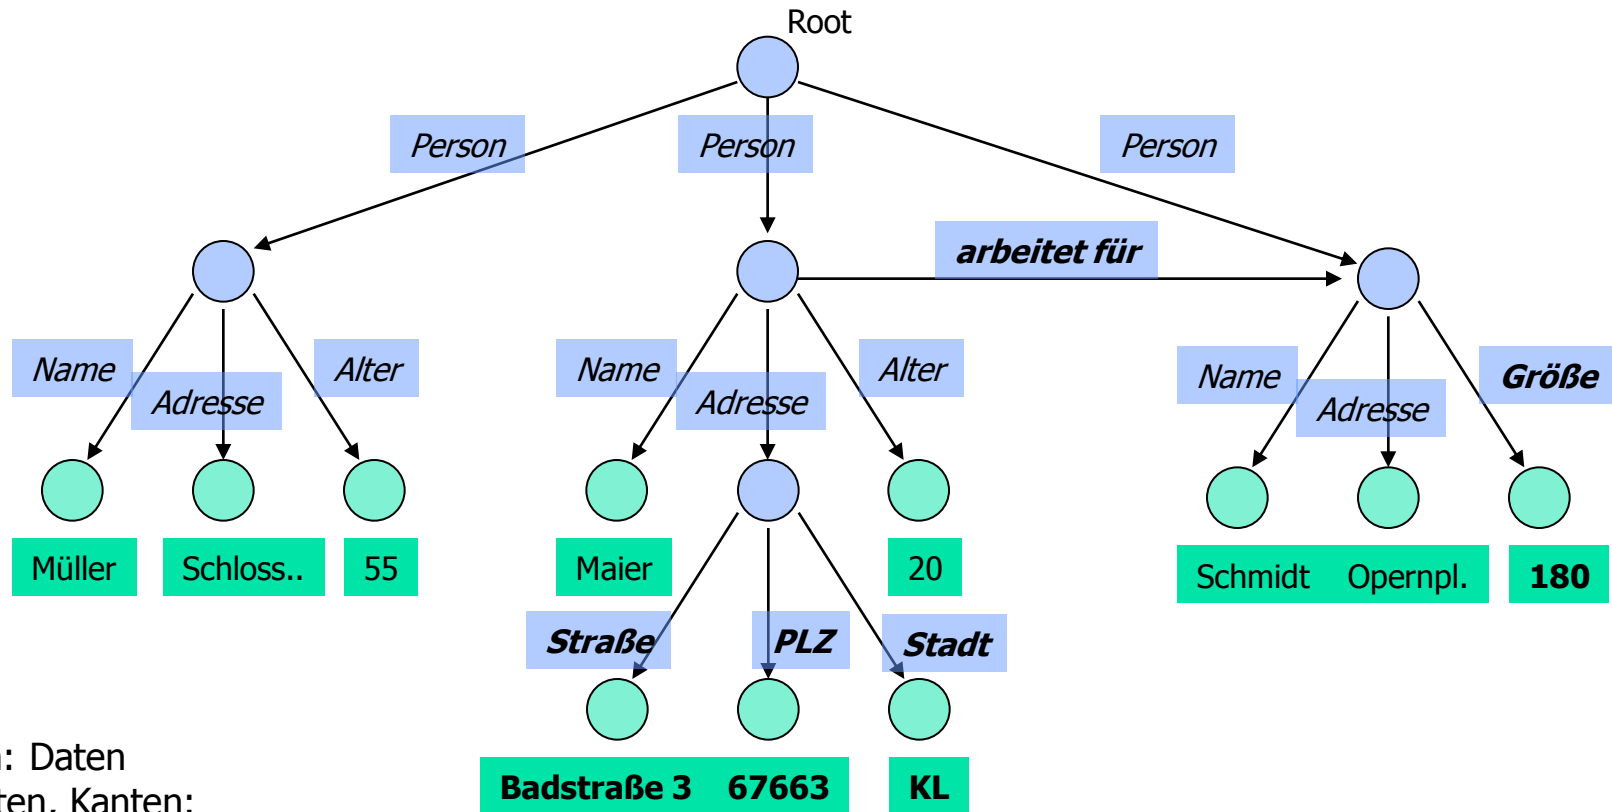 Root
Person Person Person
arbeitet für
Name Adresse Alter Name Adresse Alter Name Adresse Größe
Müller Schloss.. 55 Maier 20 Schmidt Opernpl. 180
Straße PLZ Stadt
: Daten
Badstraße 3 67663 KL
ten, Kanten: